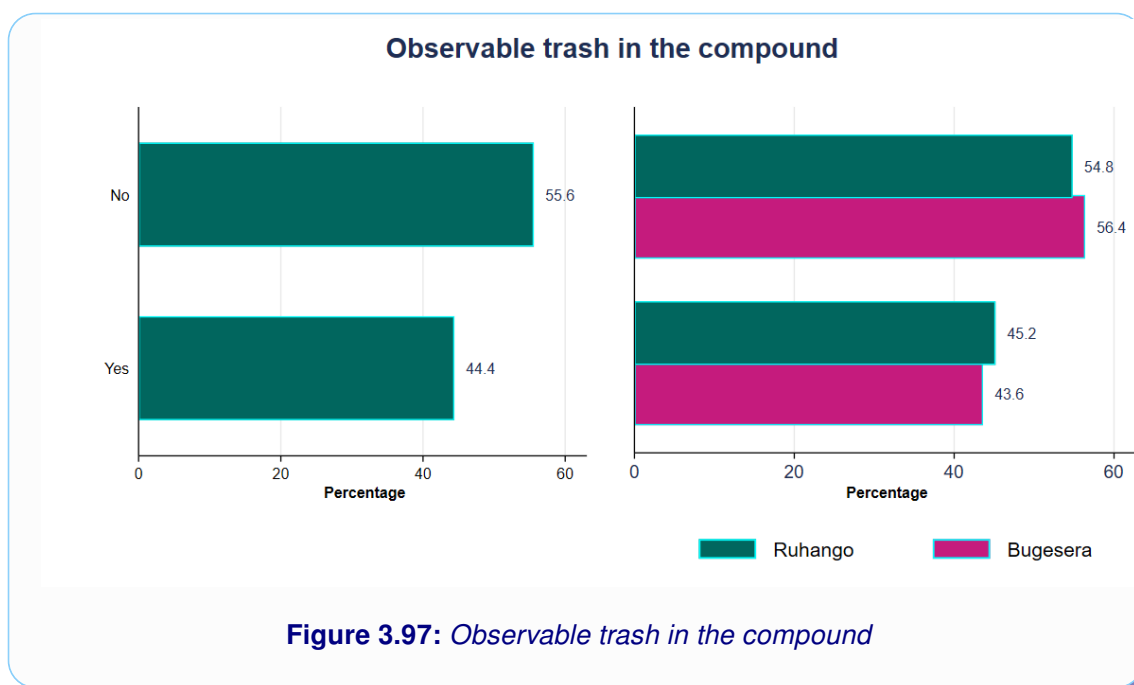 Observable trash in the compound
No
55.6
Yes
44.4
0 20 40 60
Percentage
54.8
56.4
45.2
43.6
0 20 40 60
Percentage
Ruhango Bugesera
Figure 3.97: Observable trash in the compound